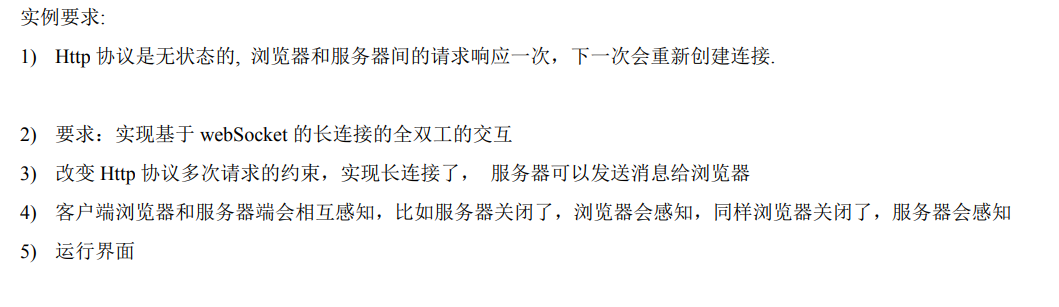 实例要求:
1) Http 协议是无状态的, 浏览器和服务器间的请求响应一次，下一次会重新创建连接.
2) 要求：实现基于 webSocket 的长连接的全双工的交互
3) 改变 Http 协议多次请求的约束，实现长连接了， 服务器可以发送消息给浏览器
4) 客户端浏览器和服务器端会相互感知，比如服务器关闭了，浏览器会感知，同样浏览器关闭了，服务器会感知
5) 运行界面